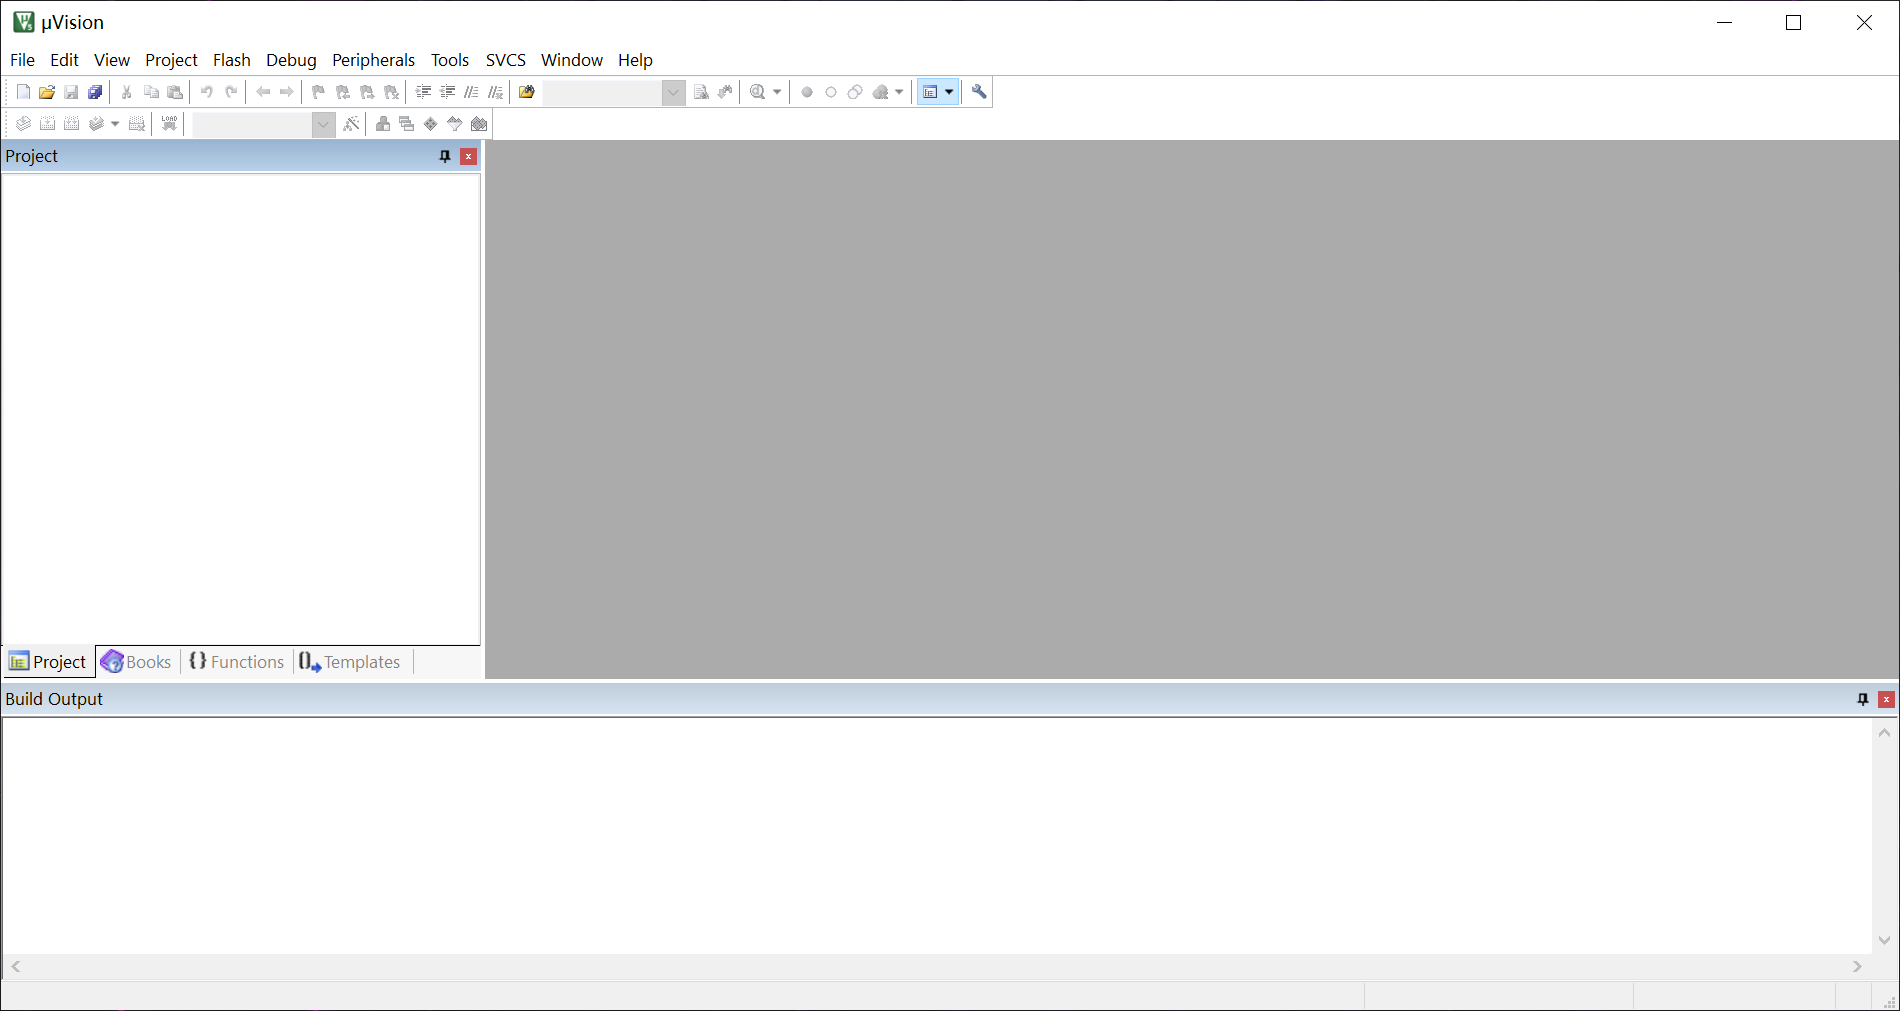 µVision
File Edit View Project Flash Debug Peripherals Tools SVCS Window Help
LOAD
Project
Project Books Functions Templates
Build Output